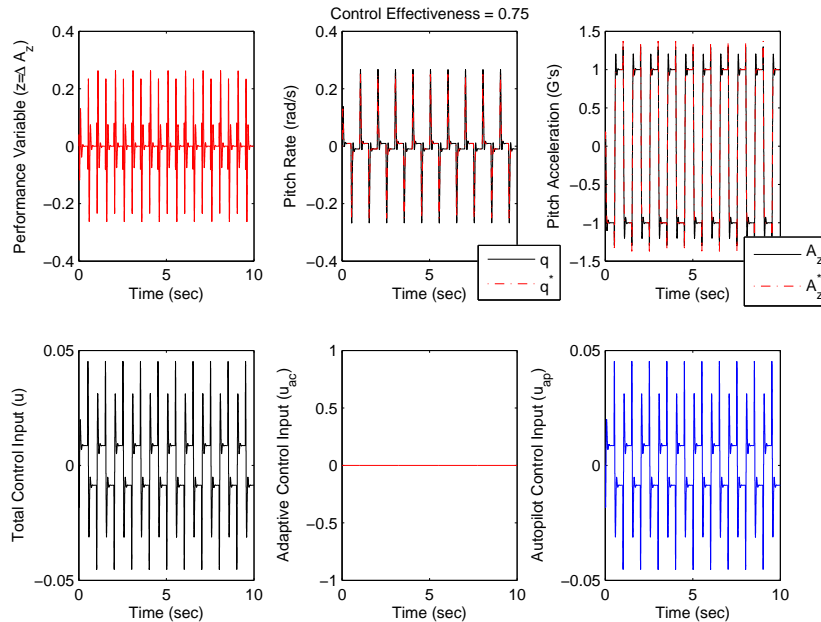 Control Effectiveness = 0.75
Performance Variable (z=Δ A_z)
0.4
0.2
0
−0.2
−0.4
0
5
10
Time (sec)
Pitch Rate (rad/s)
0.4
0.2
0
−0.2
−0.4
0
5
10
Time (sec)
q
q*
Pitch Acceleration (G's)
1.5
1
0.5
0
−0.5
−1
−1.5
0
5
10
Time (sec)
A_z
A_z*
Total Control Input (u)
0.05
0
−0.05
0
5
10
Time (sec)
Adaptive Control Input (u_ac)
1
0.5
0
−0.5
−1
0
5
10
Time (sec)
Autopilot Control Input (u_ap)
0.05
0
−0.05
0
5
10
Time (sec)